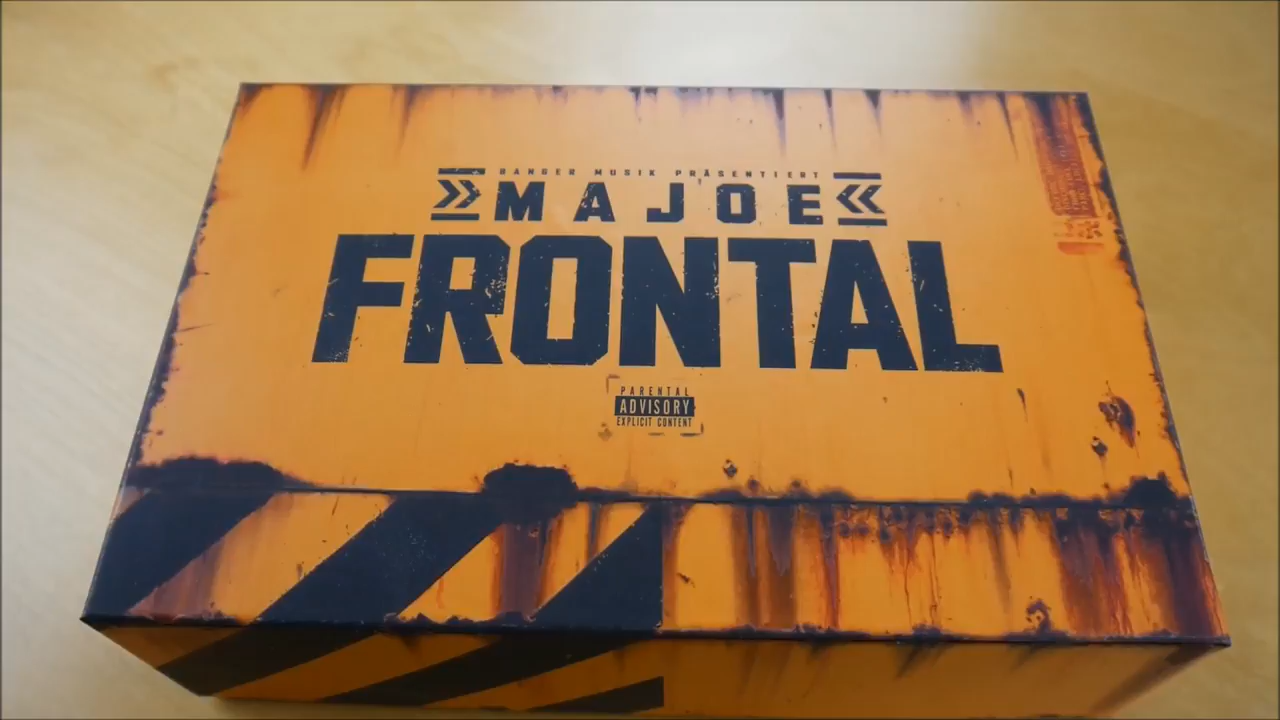 BANGER MUSIK PRÄSENTIERT
MAJOE
FRONTAL
PARENTAL
ADVISORY
EXPLICIT CONTENT